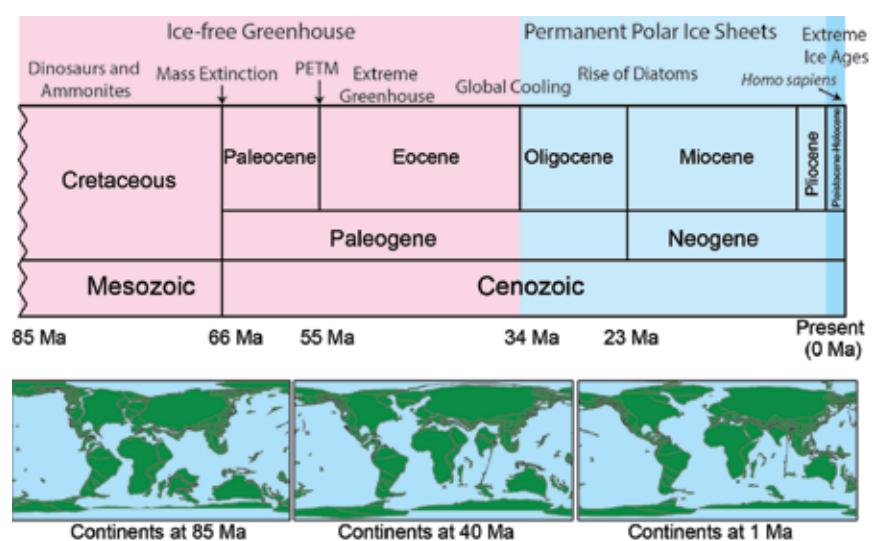 Ice-free Greenhouse
Permanent Polar Ice Sheets
Extreme
Ice Ages
Dinosaurs and
Ammonites
Mass Extinction
PETM
Extreme
Greenhouse
Global Cooling
Rise of Diatoms
Homo sapiens
Cretaceous
Paleocene
Eocene
Oligocene
Miocene
Pliocene
Pleistocene-Holocene
Paleogene
Neogene
Mesozoic
Cenozoic
85 Ma
66 Ma
55 Ma
34 Ma
23 Ma
Present
(0 Ma)
Continents at 85 Ma
Continents at 40 Ma
Continents at 1 Ma